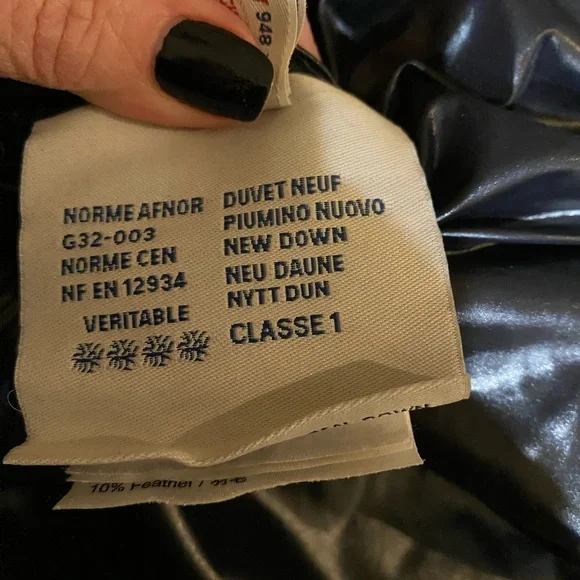 948
NORME AFNOR
G32-003
NORME CEN
NF EN 12934
VERITABLE
DUVET NEUF
PIUMINO NUOVO
NEW DOWN
NEU DAUNE
NYTT DUN
CLASSE 1
10% Feather /